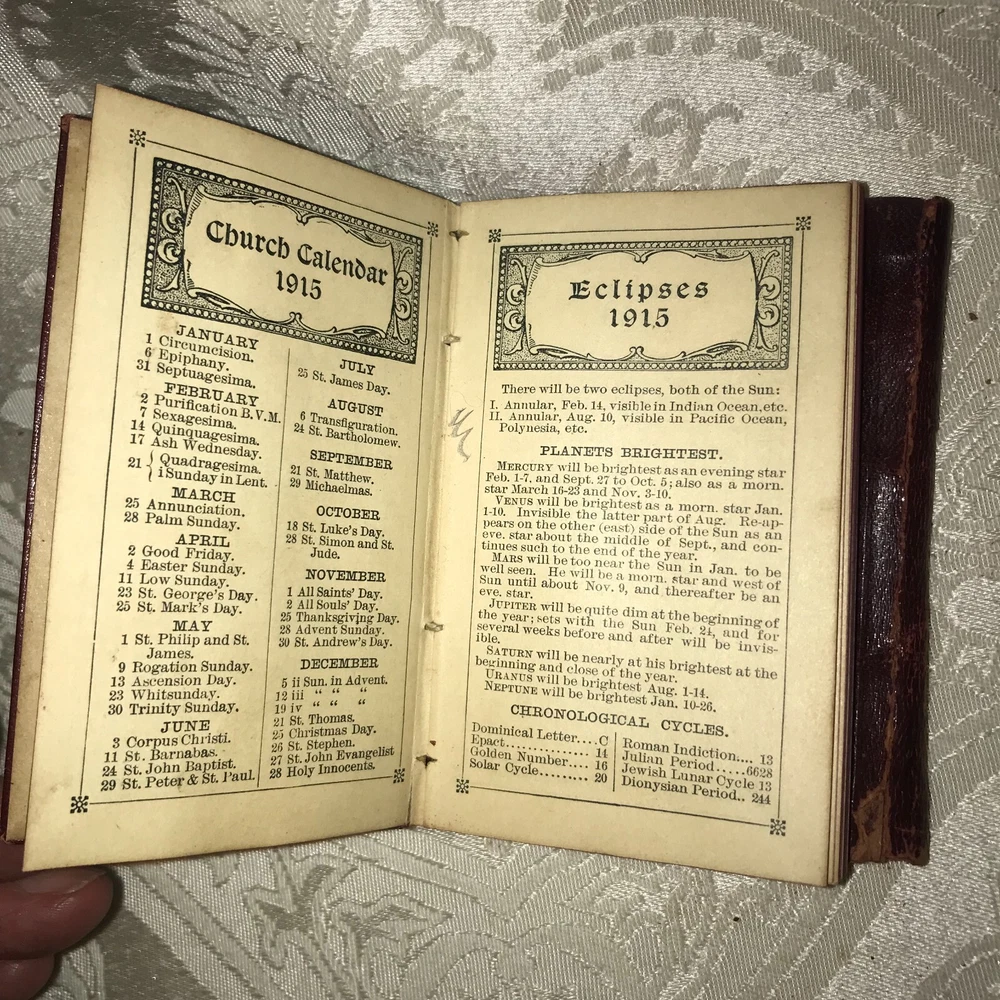 Church Calendar
1915
JANUARY
1 Circumcision.
6 Epiphany.
31 Septuagesima.
FEBRUARY
2 Purification B.V.M.
7 Sexagesima.
14 Quinquagesima.
17 Ash Wednesday.
21 { Quadragesima.
i Sunday in Lent.
MARCH
25 Annunciation.
28 Palm Sunday.
APRIL
2 Good Friday.
4 Easter Sunday.
11 Low Sunday.
23 St. George's Day.
25 St. Mark's Day.
MAY
1 St. Philip and St.
James.
9 Rogation Sunday.
13 Ascension Day.
23 Whitsunday.
30 Trinity Sunday.
JUNE
3 Corpus Christi.
11 St. Barnabas.
24 St. John Baptist.
29 St. Peter & St. Paul.
JULY
25 St. James Day.
AUGUST
6 Transfiguration.
24 St. Bartholomew.
SEPTEMBER
21 St. Matthew.
29 Michaelmas.
OCTOBER
18 St. Luke's Day.
28 St. Simon and St.
Jude.
NOVEMBER
1 All Saints' Day.
2 All Souls' Day.
25 Thanksgiving Day.
28 Advent Sunday.
30 St. Andrew's Day.
DECEMBER
5 ii Sun. in Advent.
12 iii " " "
19 iv " " "
21 St. Thomas.
25 Christmas Day.
26 St. Stephen.
27 St. John Evangelist
28 Holy Innocents.
Eclipses
1915
There will be two eclipses, both of the Sun:
I. Annular, Feb. 14, visible in Indian Ocean, etc.
II. Annular, Aug. 10, visible in Pacific Ocean,
Polynesia, etc.
PLANETS BRIGHTEST.
MERCURY will be brightest as an evening star
Feb. 1-7, and Sept. 27 to Oct. 5; also as a morn.
star March 16-23 and Nov. 3-10.
VENUS will be brightest as a morn. star Jan.
1-10. Invisible the latter part of Aug. Re-ap-
pears on the other (east) side of the Sun as an
eve. star about the middle of Sept., and con-
tinues such to the end of the year.
MARS will be too near the Sun in Jan. to be
well seen. He will be a morn. star and west of
Sun until about Nov. 9, and thereafter be an
eve. star.
JUPITER will be quite dim at the beginning of
the year; sets with the Sun Feb. 24, and for
several weeks before and after will be invis-
ible.
SATURN will be nearly at his brightest at the
beginning and close of the year.
URANUS will be brightest Aug. 1-14.
NEPTUNE will be brightest Jan. 10-26.
CHRONOLOGICAL CYCLES.
Dominical Letter....C
Epact.............. 14
Golden Number.... 16
Solar Cycle......... 20
Roman Indiction.... 13
Julian Period.....6628
Jewish Lunar Cycle 13
Dionysian Period.. 244